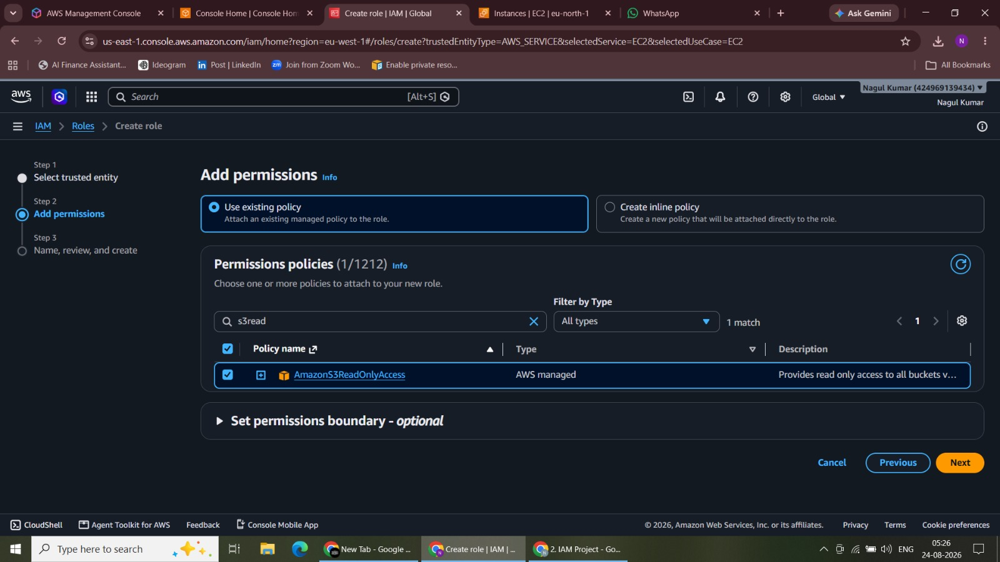 AWS Management Console
Console Home | Console Hom
Create role | IAM | Global
Instances | EC2 | eu-north-1
WhatsApp
Ask Gemini
us-east-1.console.aws.amazon.com/iam/home?region=eu-west-1#/roles/create?trustedEntityType=AWS_SERVICE&selectedService=EC2&selectedUseCase=EC2
N
AI Finance Assistant...
Ideogram
Post | LinkedIn
zm Join from Zoom Wo...
Enable private reso...
All Bookmarks
aws
Search
[Alt+S]
Global
Nagul Kumar (424969139434)
Nagul Kumar
IAM > Roles > Create role
Step 1
Select trusted entity
Step 2
Add permissions
Step 3
Name, review, and create
Add permissions Info
Use existing policy
Attach an existing managed policy to the role.
Create inline policy
Create a new policy that will be attached directly to the role.
Permissions policies (1/1212) Info
Choose one or more policies to attach to your new role.
Filter by Type
s3read
All types
1 match
1
Policy name
Type
Description
AmazonS3ReadOnlyAccess
AWS managed
Provides read only access to all buckets v...
Set permissions boundary - optional
Cancel
Previous
Next
CloudShell
Agent Toolkit for AWS
Feedback
Console Mobile App
© 2026, Amazon Web Services, Inc. or its affiliates.
Privacy
Terms
Cookie preferences
Type here to search
New Tab - Google ...
Create role | IAM | ...
2. IAM Project - Go...
ENG
05:26
24-08-2026